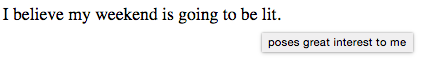 I believe my weekend is going to be lit.
poses great interest to me